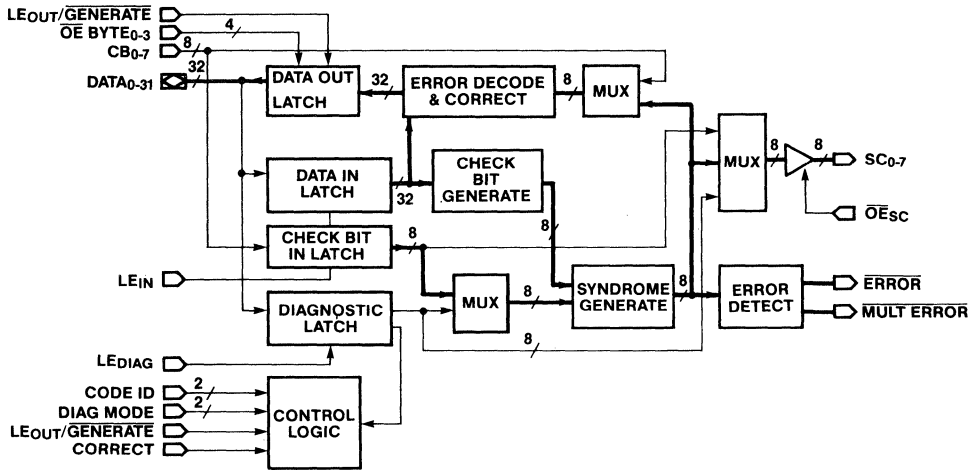 LEOUT/GENERATE
OE BYTE0-3
4
CB0-7
8
DATA0-31
32
DATA OUT
LATCH
32
ERROR DECODE
& CORRECT
8
MUX
MUX
8
8
SC0-7
OESC
DATA IN
LATCH
32
CHECK
BIT
GENERATE
8
CHECK BIT
IN LATCH
8
LEIN
MUX
8
SYNDROME
GENERATE
8
ERROR
DETECT
ERROR
MULT ERROR
DIAGNOSTIC
LATCH
8
LEDIAG
CODE ID
2
DIAG MODE
2
LEOUT/GENERATE
CORRECT
CONTROL
LOGIC